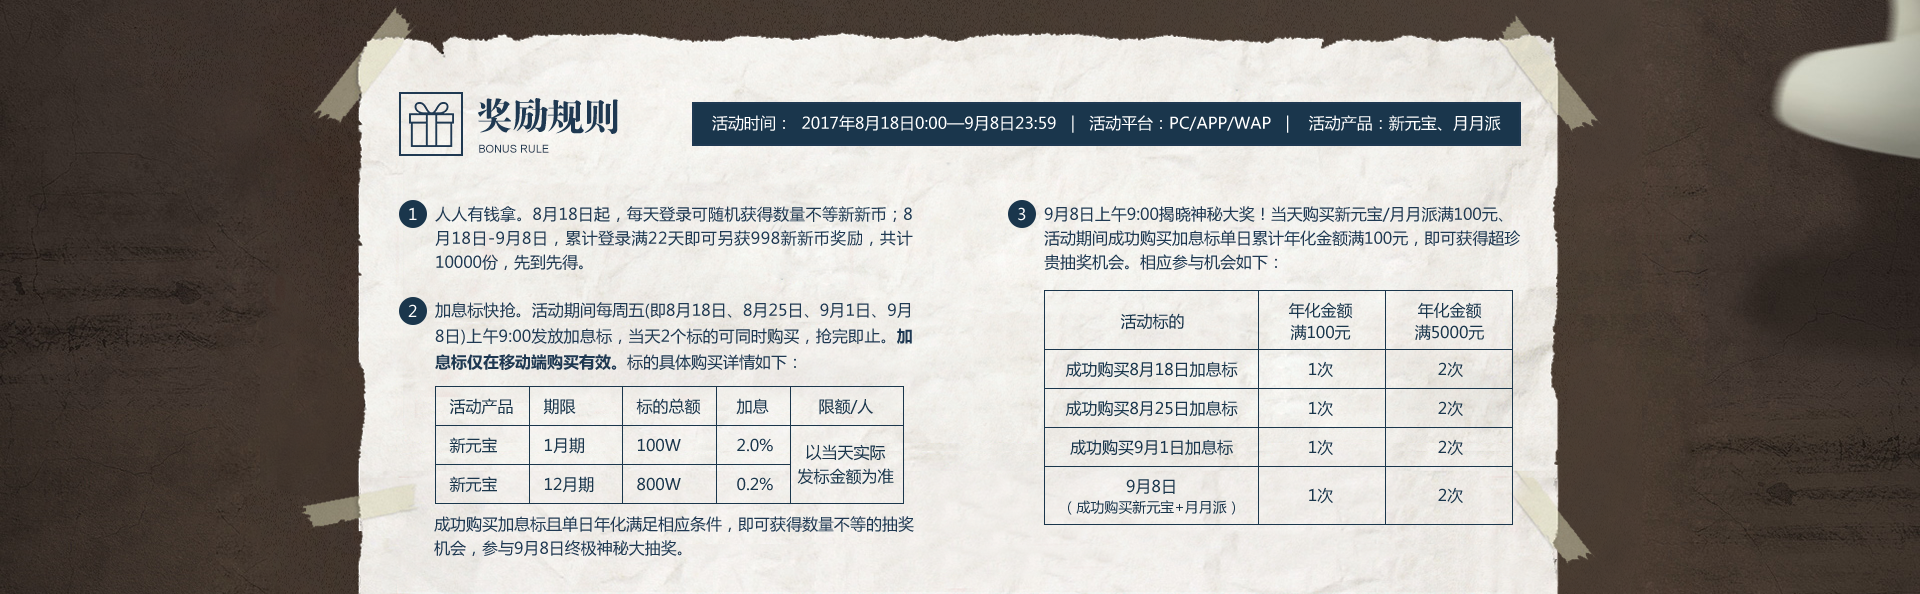 奖励规则
BONUS RULE
活动时间： 2017年8月18日0:00—9月8日23:59 | 活动平台：PC/APP/WAP | 活动产品：新元宝、月月派
1 人人有钱拿。8月18日起，每天登录可随机获得数量不等新新币；8
月18日-9月8日，累计登录满22天即可另获998新新币奖励，共计
10000份，先到先得。
2 加息标快抢。活动期间每周五(即8月18日、8月25日、9月1日、9月
8日)上午9:00发放加息标，当天2个标的可同时购买，抢完即止。加
息标仅在移动端购买有效。标的具体购买详情如下：
活动产品 期限 标的总额 加息 限额/人
新元宝 1月期 100W 2.0% 以当天实际
发标金额为准
新元宝 12月期 800W 0.2%
成功购买加息标且单日年化满足相应条件，即可获得数量不等的抽奖
机会，参与9月8日终极神秘大抽奖。
3 9月8日上午9:00揭晓神秘大奖！当天购买新元宝/月月派满100元、
活动期间成功购买加息标单日累计年化金额满100元，即可获得超珍
贵抽奖机会。相应参与机会如下：
活动标的 年化金额
满100元 年化金额
满5000元
成功购买8月18日加息标 1次 2次
成功购买8月25日加息标 1次 2次
成功购买9月1日加息标 1次 2次
9月8日
（成功购买新元宝+月月派） 1次 2次